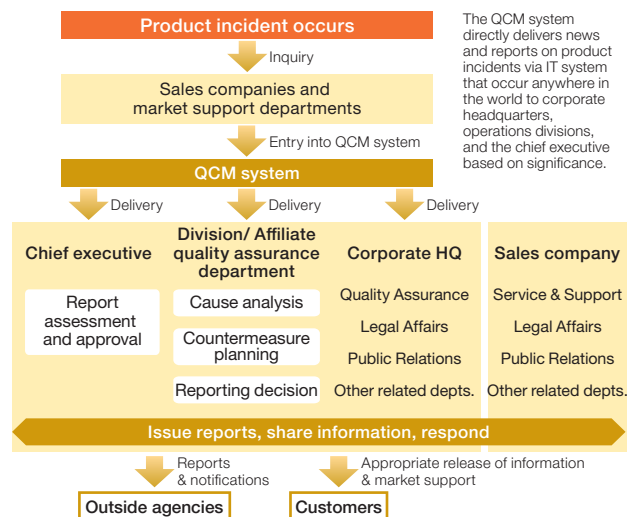 Product incident occurs
Inquiry
Sales companies and
market support departments
Entry into QCM system
QCM system
The QCM system
directly delivers news
and reports on product
incidents via IT system
that occur anywhere in
the world to corporate
headquarters,
operations divisions,
and the chief executive
based on significance.
Delivery
Delivery
Delivery
Chief executive
Report
assessment
and approval
Division/ Affiliate
quality assurance
department
Cause analysis
Countermeasure
planning
Reporting decision
Corporate HQ
Quality Assurance
Legal Affairs
Public Relations
Other related depts.
Sales company
Service & Support
Legal Affairs
Public Relations
Other related depts.
Issue reports, share information, respond
Reports
& notifications
Appropriate release of information
& market support
Outside agencies
Customers